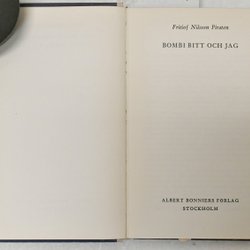 Fritiof Nilsson Piraten
BOMBI BITT OCH JAG
ALBERT BONNIERS FÖRLAG
STOCKHOLM